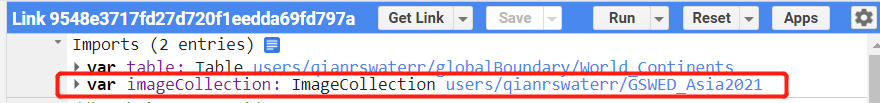 Link 9548e3717fd27d720f1eedda69fd797a Get Link Save Run Reset Apps
Imports (2 entries)
var table: Table users/qianrswaterr/globalBoundary/World_Continents
var imageCollection: ImageCollection users/qianrswaterr/GSWED_Asia2021